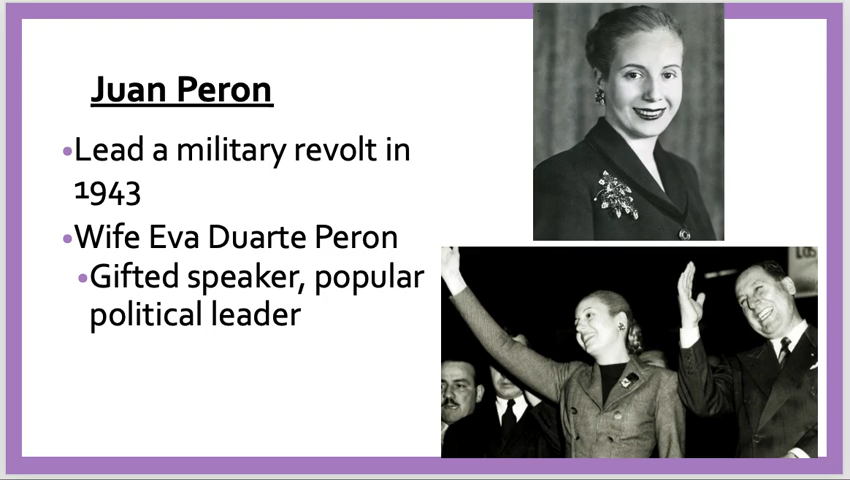 Juan Peron
•Lead a military revolt in
1943
•Wife Eva Duarte Peron
•Gifted speaker, popular
political leader